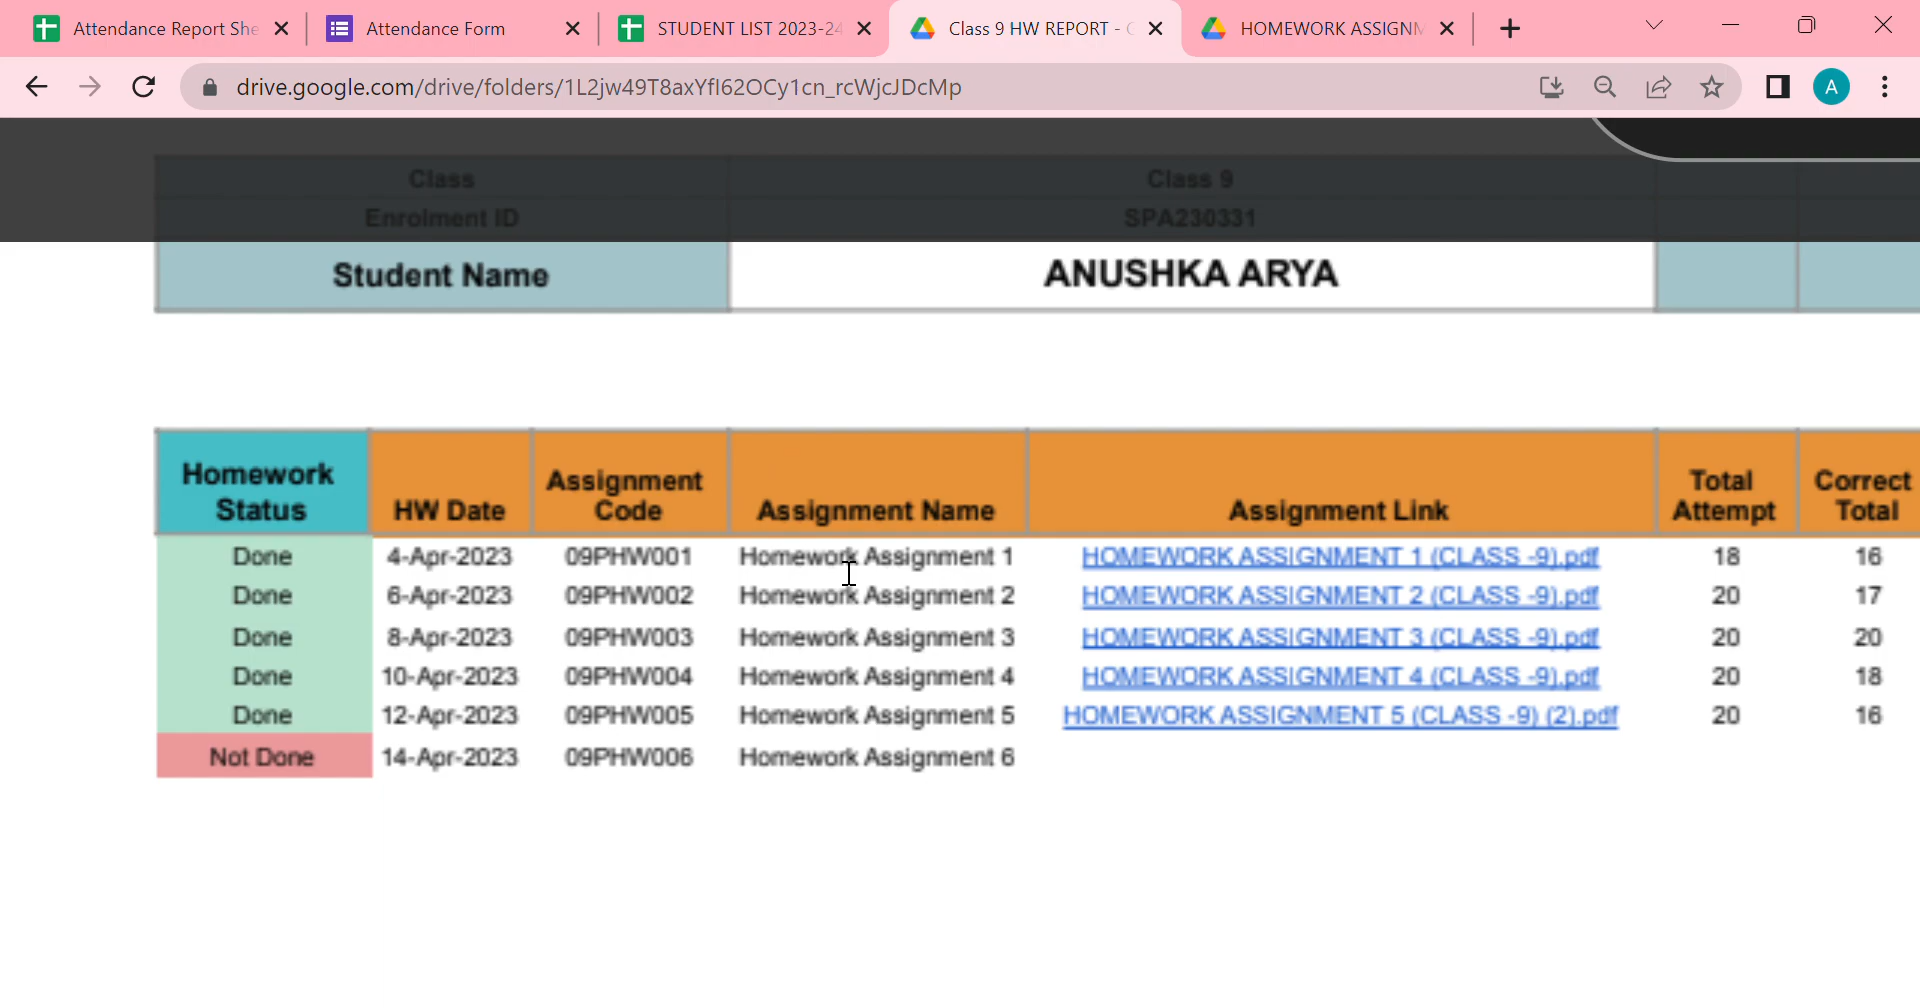 Attendance Report She
Attendance Form
STUDENT LIST 2023-24
Class 9 HW REPORT -
HOMEWORK ASSIGNM
drive.google.com/drive/folders/1L2jw49T8axYfI62OCy1cn_rcWjcJDcMp
A
Class Class 9
Enrolment ID SPA230331
Student Name ANUSHKA ARYA
Homework Status HW Date Assignment Code Assignment Name Assignment Link Total Attempt Correct Total
Done 4-Apr-2023 09PHW001 Homework Assignment 1 HOMEWORK ASSIGNMENT 1 (CLASS -9).pdf 18 16
Done 6-Apr-2023 09PHW002 Homework Assignment 2 HOMEWORK ASSIGNMENT 2 (CLASS -9).pdf 20 17
Done 8-Apr-2023 09PHW003 Homework Assignment 3 HOMEWORK ASSIGNMENT 3 (CLASS -9).pdf 20 20
Done 10-Apr-2023 09PHW004 Homework Assignment 4 HOMEWORK ASSIGNMENT 4 (CLASS -9).pdf 20 18
Done 12-Apr-2023 09PHW005 Homework Assignment 5 HOMEWORK ASSIGNMENT 5 (CLASS -9) (2).pdf 20 16
Not Done 14-Apr-2023 09PHW006 Homework Assignment 6